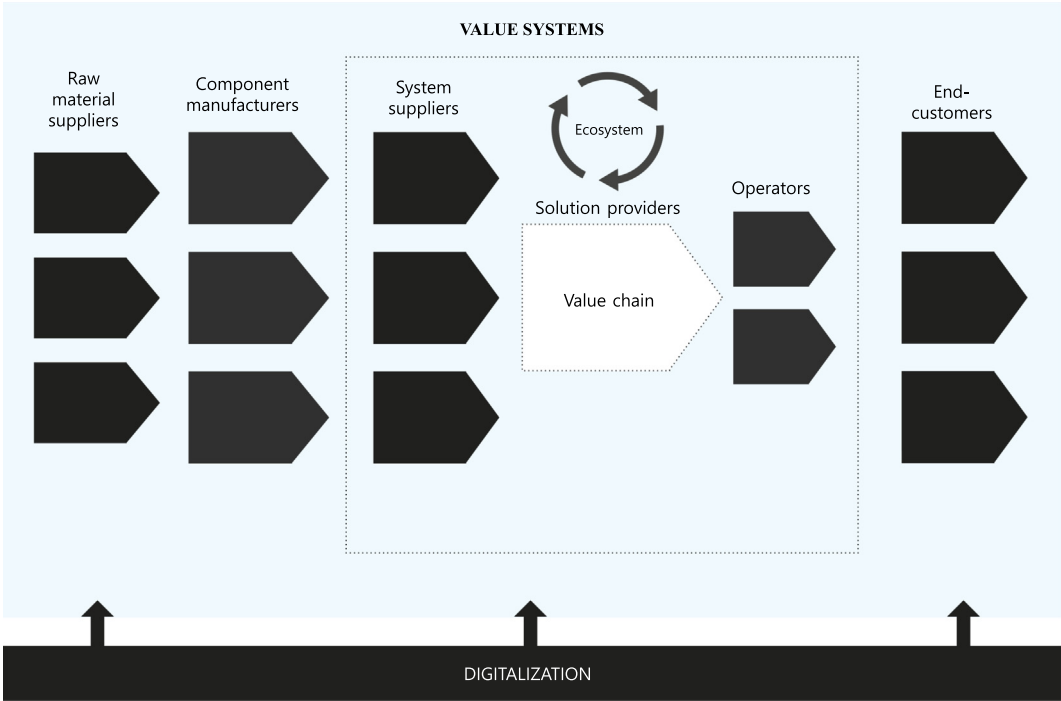 VALUE SYSTEMS
Raw
material
suppliers
Component
manufacturers
System
suppliers
Ecosystem
Solution providers
Value chain
Operators
End-
customers
DIGITALIZATION